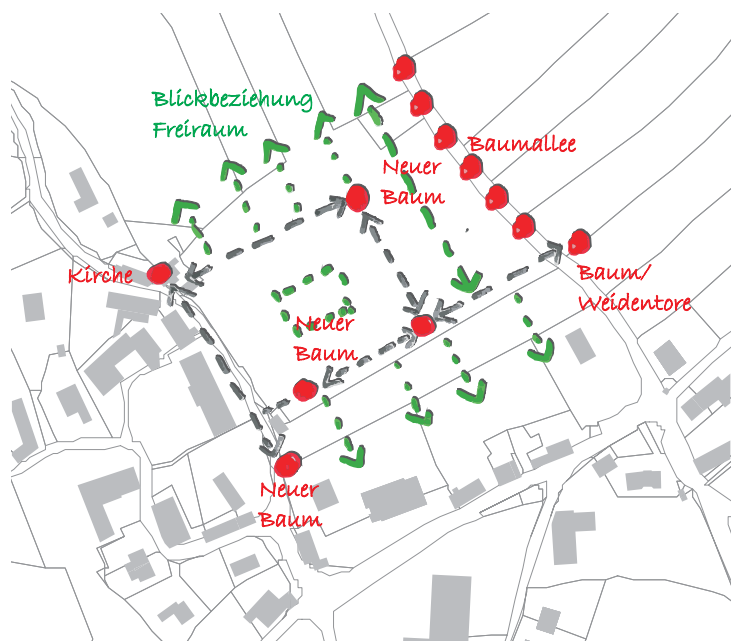 Blickbeziehung
Freiraum
Baumallee
Neuer
Baum
Kirche
Baum/
Weidentore
Neuer
Baum
Neuer
Baum